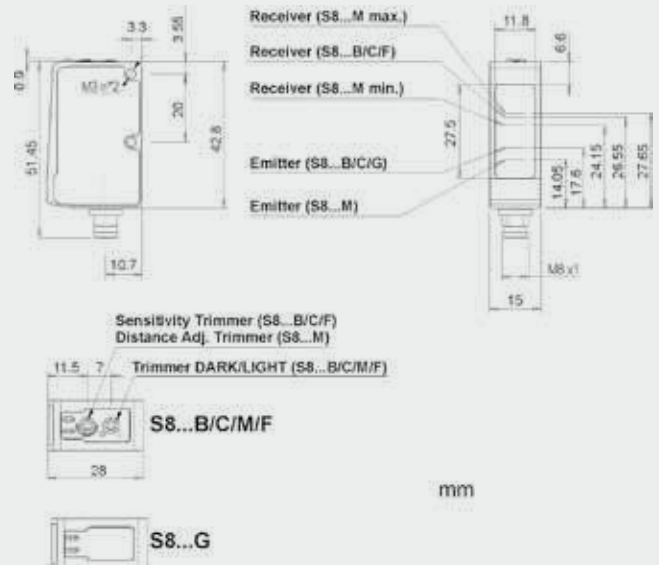 3.3
3.55
0.9
M3 n°2
20
42.8
51.45
10.7
Receiver (S8...M max.)
Receiver (S8...B/C/F)
Receiver (S8...M min.)
Emitter (S8...B/C/G)
Emitter (S8...M)
11.8
6.6
27.5
14.05
17.6
24.15
26.55
27.65
M8 x1
15
Sensitivity Trimmer (S8...B/C/F)
Distance Adj. Trimmer (S8...M)
11.5
7
Trimmer DARK/LIGHT (S8...B/C/M/F)
S8...B/C/M/F
28
mm
S8...G